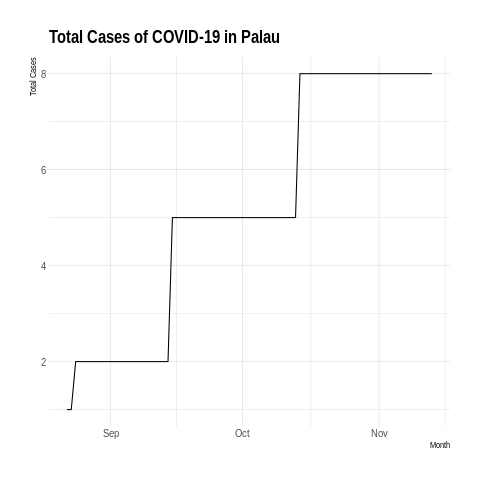 Total Cases of COVID-19 in Palau
Total Cases
8
6
4
2
Sep Oct Nov
Month